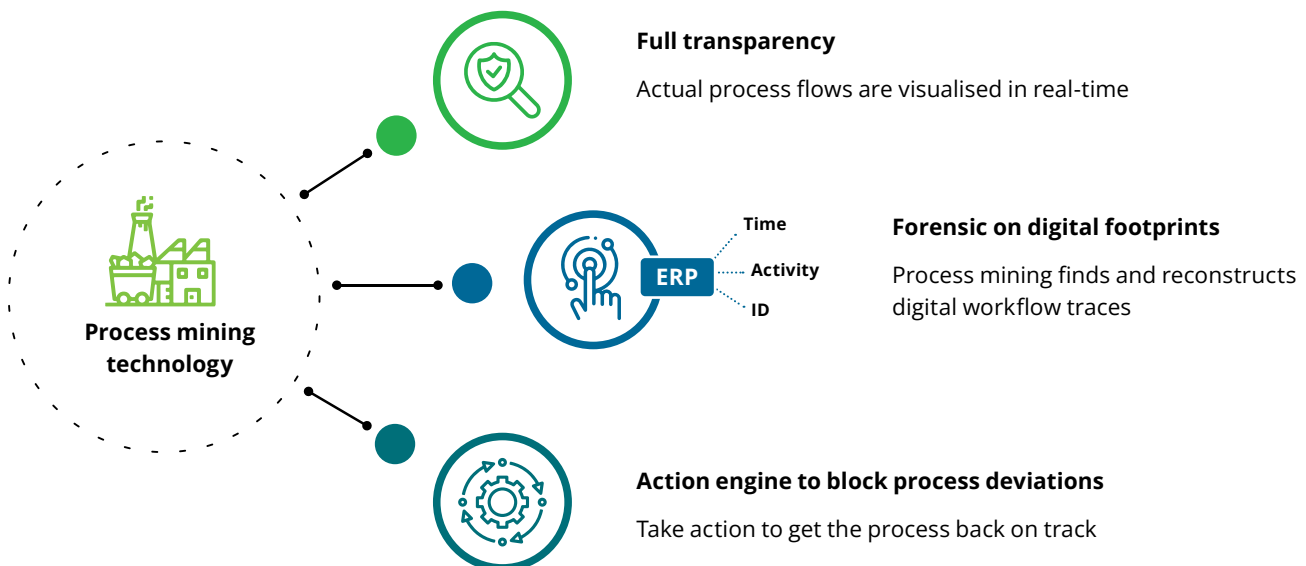 Full transparency
Actual process flows are visualised in real-time
Process mining
technology
ERP
Time
Activity
ID
Forensic on digital footprints
Process mining finds and reconstructs
digital workflow traces
Action engine to block process deviations
Take action to get the process back on track